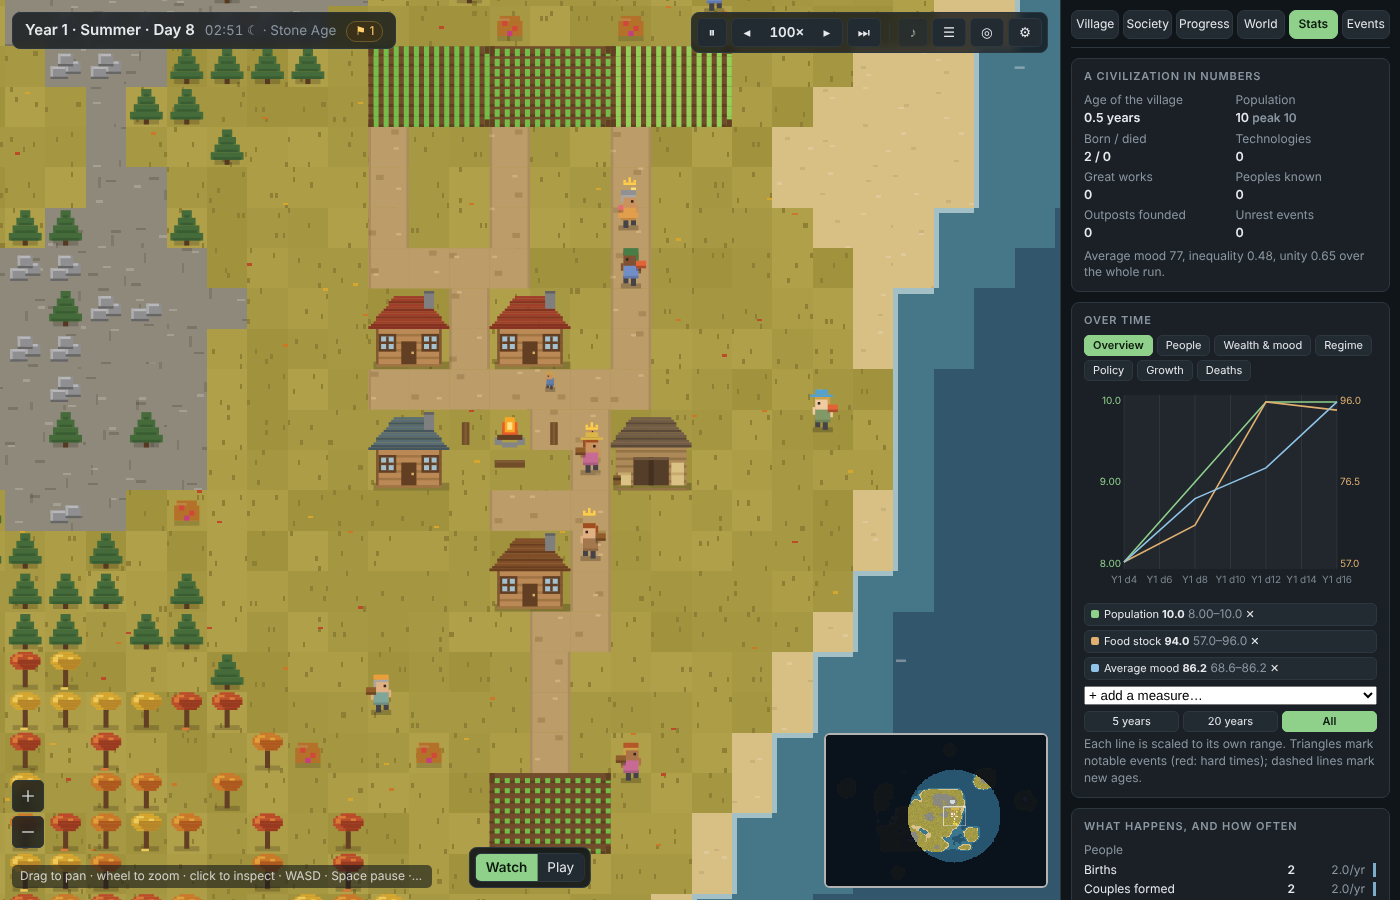 Year 1 · Summer · Day 8 02:51 ☾ · Stone Age ⚑ 1
⏸ ◂ 100× ▸ ⏭ ♪ ☰ ◎ ⚙
Village Society Progress World Stats Events
A CIVILIZATION IN NUMBERS
Age of the village Population
0.5 years 10 peak 10
Born / died Technologies
2 / 0 0
Great works Peoples known
0 0
Outposts founded Unrest events
0 0
Average mood 77, inequality 0.48, unity 0.65 over
the whole run.
OVER TIME
Overview People Wealth & mood Regime
Policy Growth Deaths
10.0 96.0
9.00 76.5
8.00 57.0
Y1 d4 Y1 d6 Y1 d8 Y1 d10 Y1 d12 Y1 d14 Y1 d16
Population 10.0 8.00–10.0 ×
Food stock 94.0 57.0–96.0 ×
Average mood 86.2 68.6–86.2 ×
+ add a measure…
5 years 20 years All
Each line is scaled to its own range. Triangles mark
notable events (red: hard times); dashed lines mark
new ages.
WHAT HAPPENS, AND HOW OFTEN
People
Births 2 2.0/yr
Couples formed 2 2.0/yr
+
−
Drag to pan · wheel to zoom · click to inspect · WASD · Space pause ·…
Watch Play